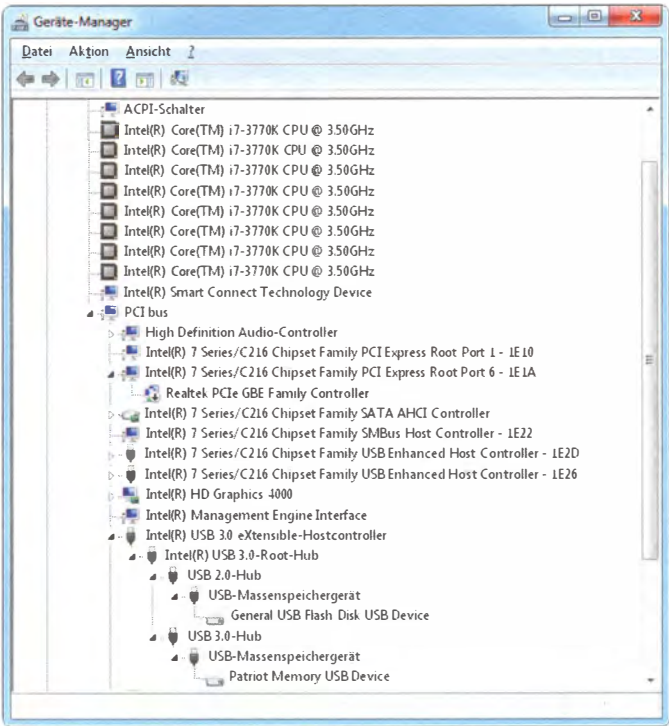 Geräte-Manager
Datei Aktion Ansicht ?
ACPI-Schalter
Intel(R) Core(TM) i7-3770K CPU @ 3.50GHz
Intel(R) Core(TM) i7-3770K CPU @ 3.50GHz
Intel(R) Core(TM) i7-3770K CPU @ 3.50GHz
Intel(R) Core(TM) i7-3770K CPU @ 3.50GHz
Intel(R) Core(TM) i7-3770K CPU @ 3.50GHz
Intel(R) Core(TM) i7-3770K CPU @ 3.50GHz
Intel(R) Core(TM) i7-3770K CPU @ 3.50GHz
Intel(R) Core(TM) i7-3770K CPU @ 3.50GHz
Intel(R) Smart Connect Technology Device
PCI bus
High Definition Audio-Controller
Intel(R) 7 Series/C216 Chipset Family PCI Express Root Port 1 - 1E10
Intel(R) 7 Series/C216 Chipset Family PCI Express Root Port 6 - 1E1A
Realtek PCIe GBE Family Controller
Intel(R) 7 Series/C216 Chipset Family SATA AHCI Controller
Intel(R) 7 Series/C216 Chipset Family SMBus Host Controller - 1E22
Intel(R) 7 Series/C216 Chipset Family USB Enhanced Host Controller - 1E2D
Intel(R) 7 Series/C216 Chipset Family USB Enhanced Host Controller - 1E26
Intel(R) HD Graphics 4000
Intel(R) Management Engine Interface
Intel(R) USB 3.0 eXtensible-Hostcontroller
Intel(R) USB 3.0-Root-Hub
USB 2.0-Hub
USB-Massenspeichergerät
General USB Flash Disk USB Device
USB 3.0-Hub
USB-Massenspeichergerät
Patriot Memory USB Device